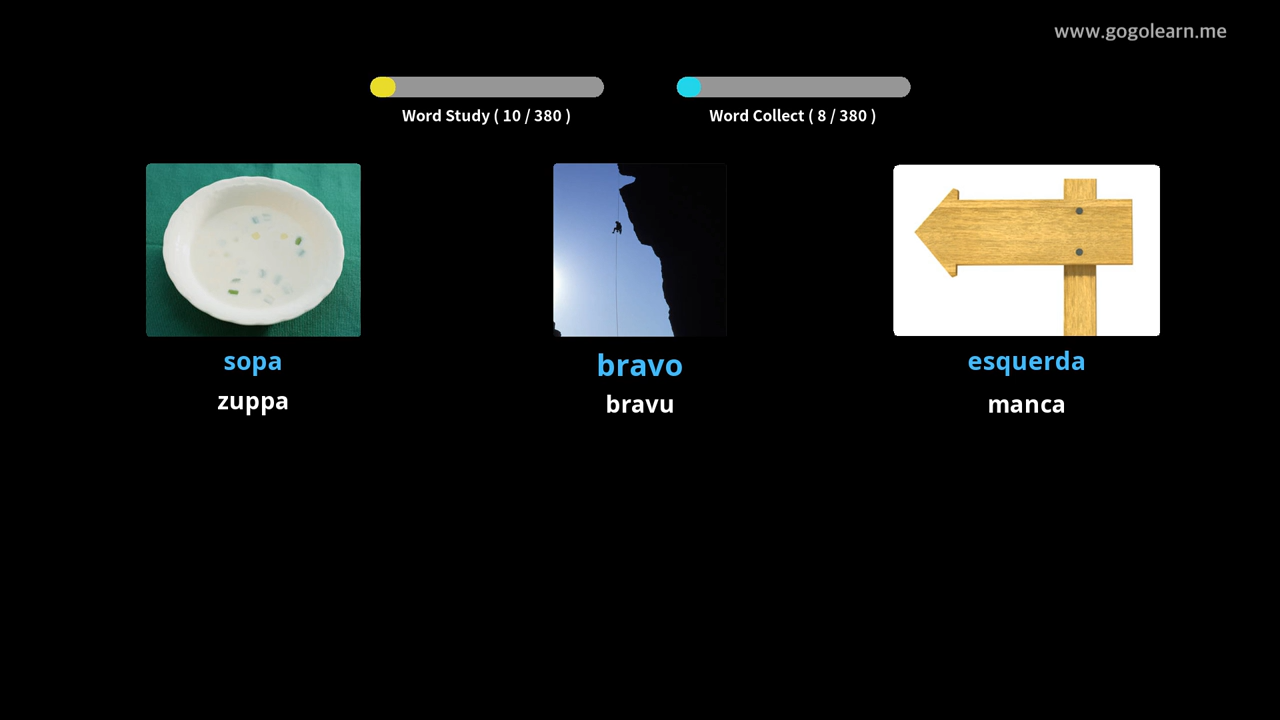 www.gogolearn.me
Word Study ( 10 / 380 )
Word Collect ( 8 / 380 )
sopa
zuppa
bravo
bravu
esquerda
manca